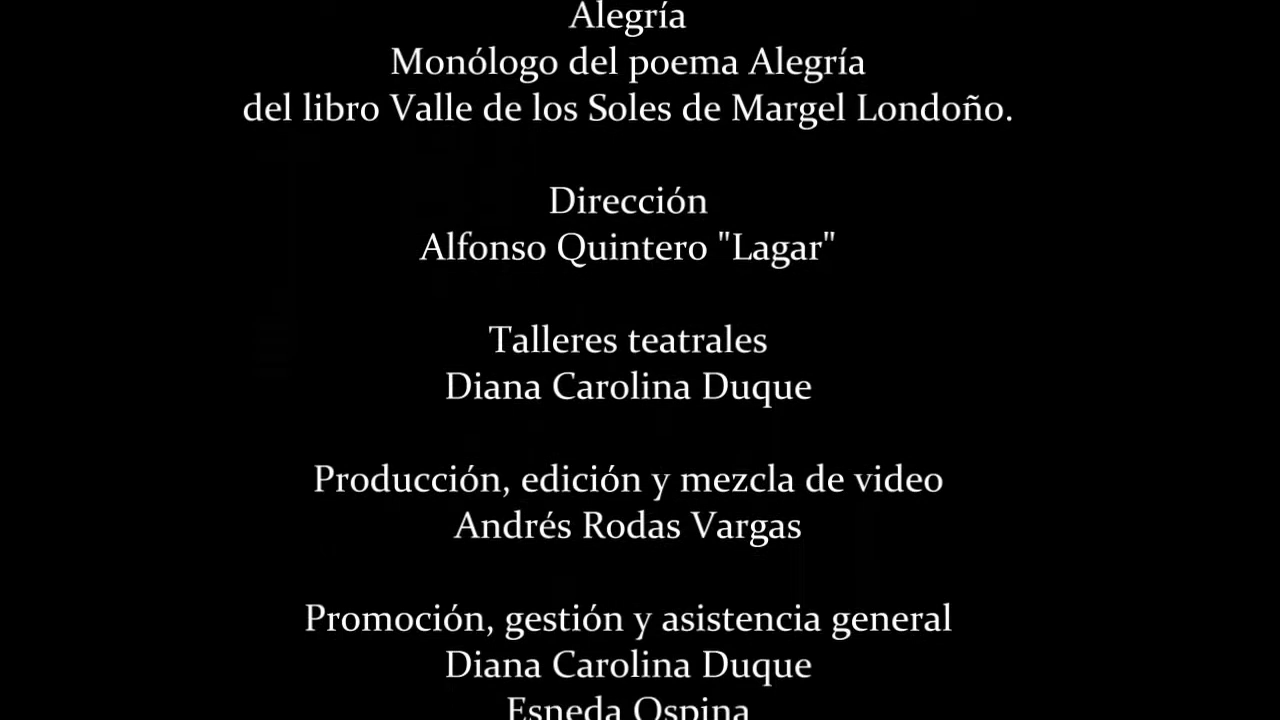 Alegría
Monólogo del poema Alegría
del libro Valle de los Soles de Margel Londoño.
Dirección
Alfonso Quintero "Lagar"
Talleres teatrales
Diana Carolina Duque
Producción, edición y mezcla de video
Andrés Rodas Vargas
Promoción, gestión y asistencia general
Diana Carolina Duque
Esneda Ospina